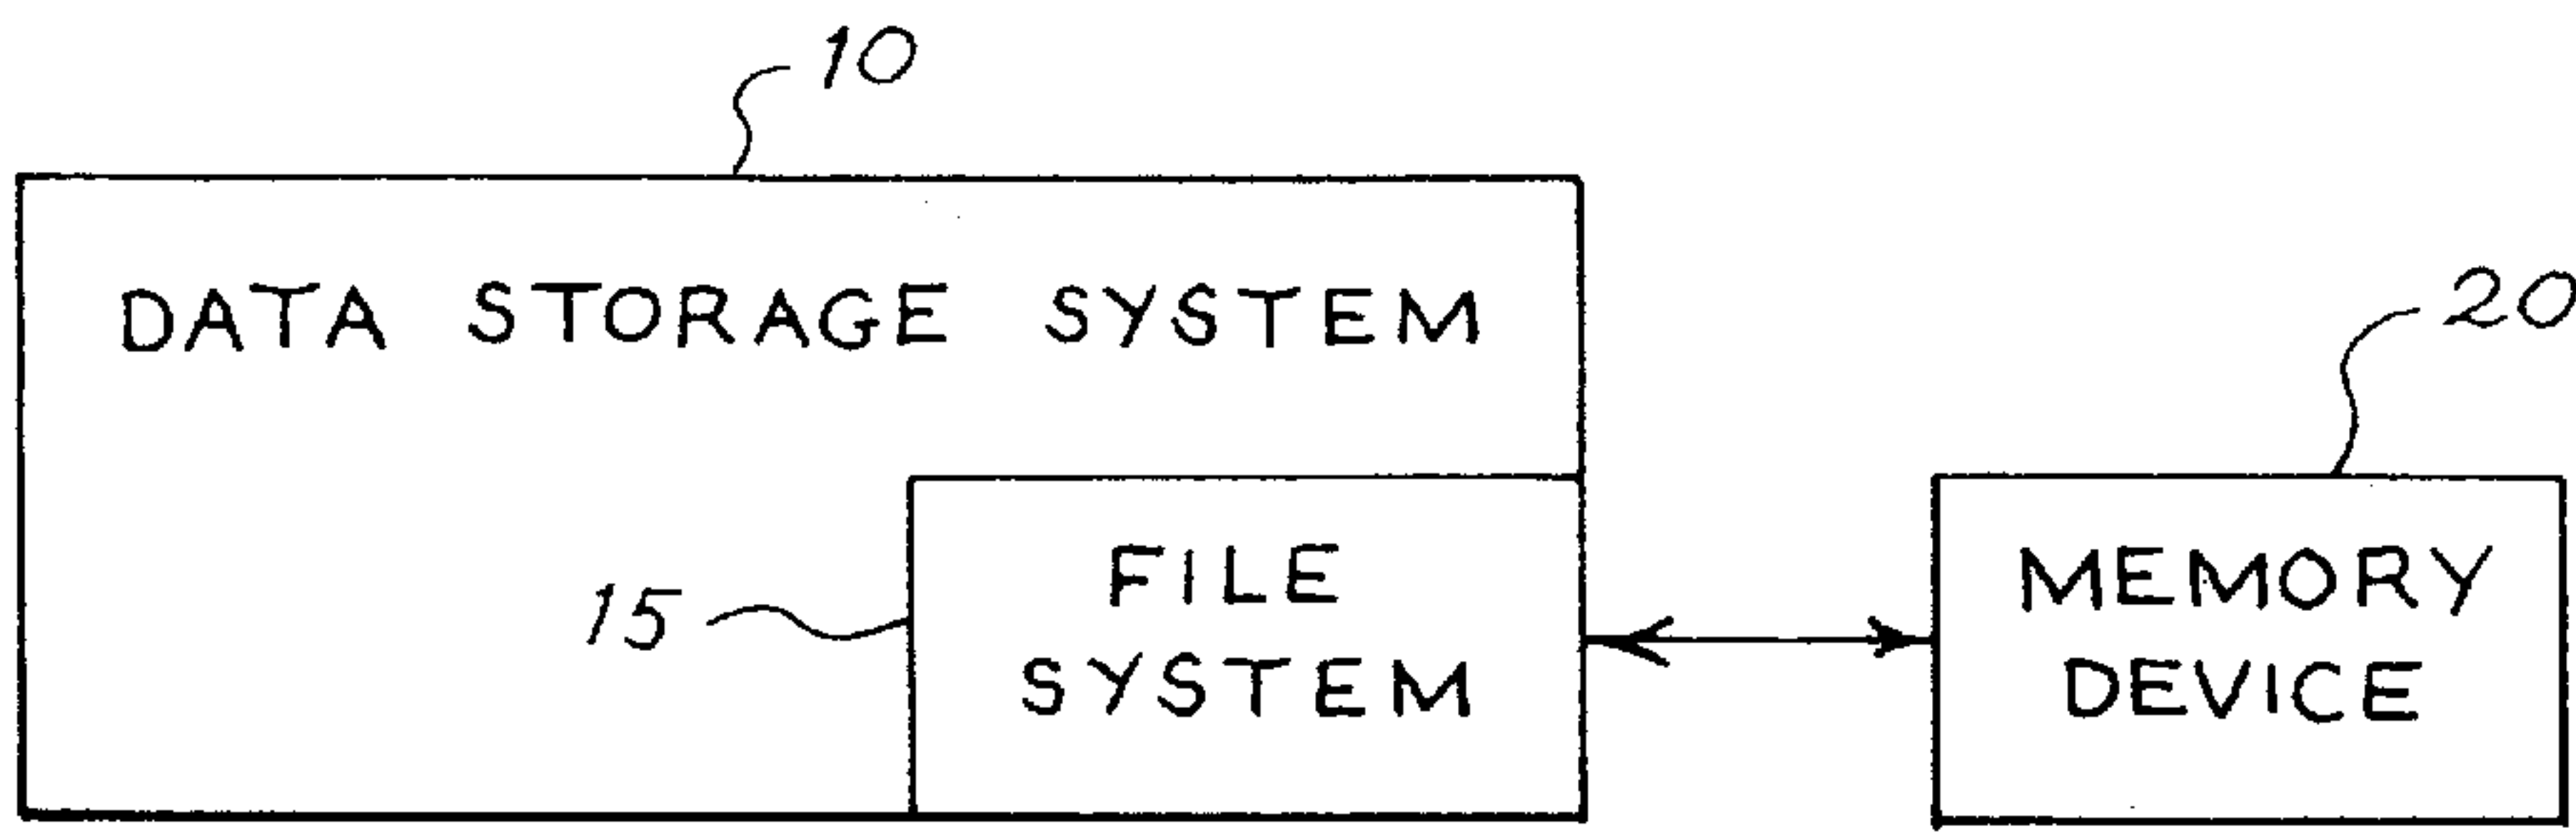 10
DATA STORAGE SYSTEM
20
15
FILE
SYSTEM
MEMORY
DEVICE